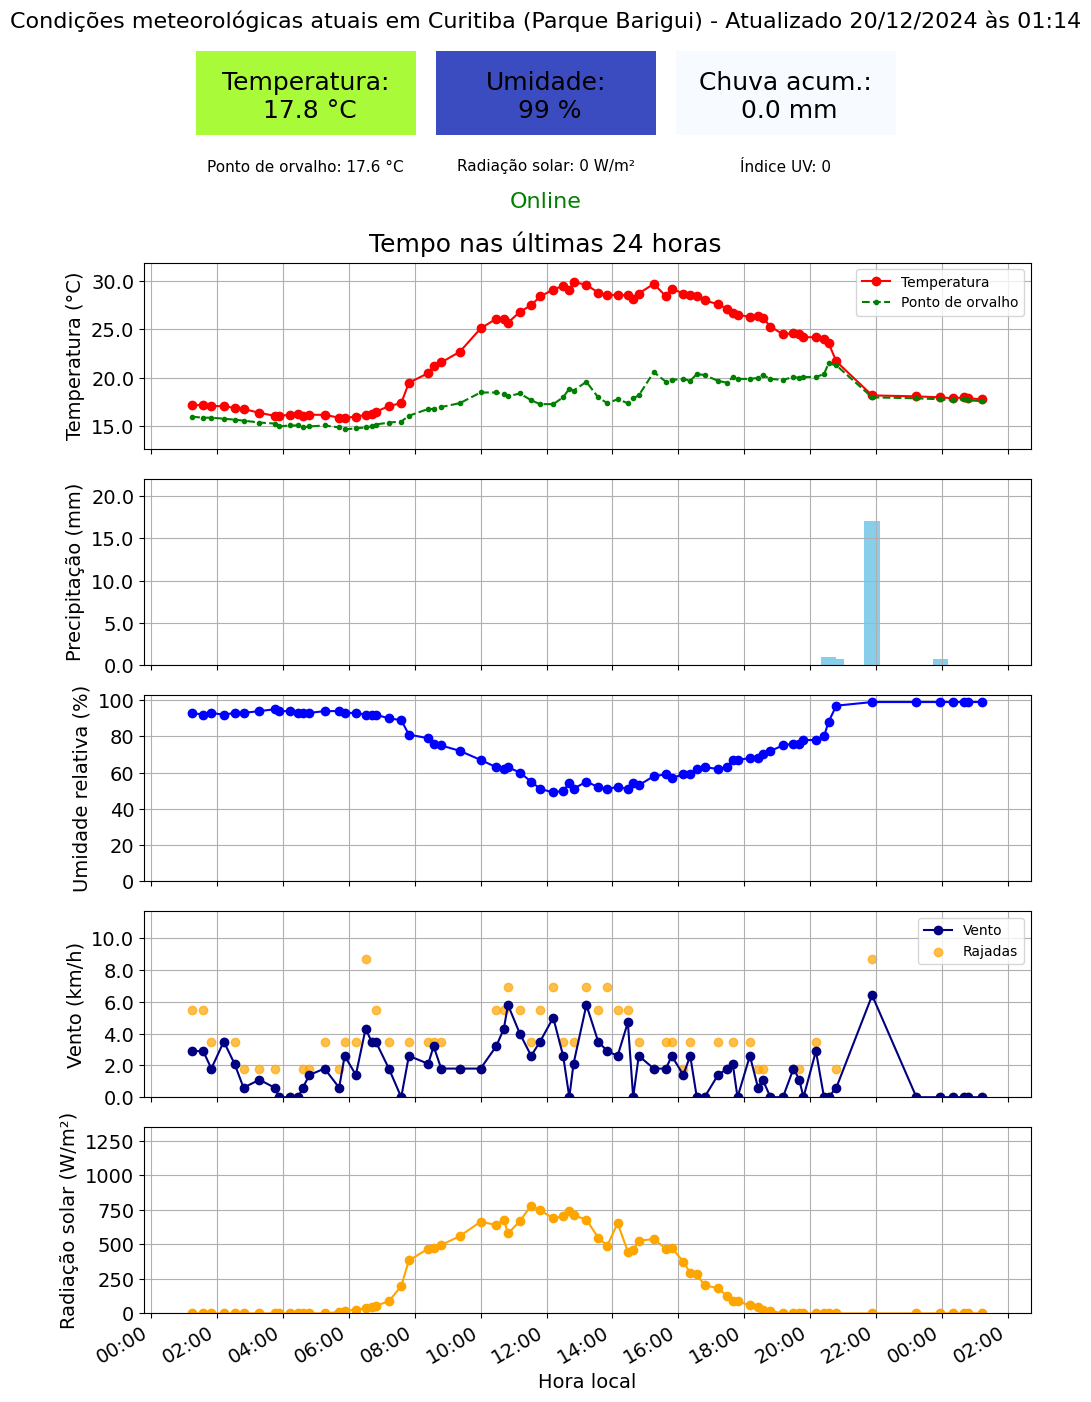 Condições meteorológicas atuais em Curitiba (Parque Barigui) - Atualizado 20/12/2024 às 01:14
Temperatura:
17.8 °C
Umidade:
99 %
Chuva acum.:
0.0 mm
Ponto de orvalho: 17.6 °C
Radiação solar: 0 W/m²
Índice UV: 0
Online
Tempo nas últimas 24 horas
Temperatura (°C)
30.0
25.0
20.0
15.0
Temperatura
Ponto de orvalho
Precipitação (mm)
20.0
15.0
10.0
5.0
0.0
Umidade relativa (%)
100
80
60
40
20
0
Vento (km/h)
10.0
8.0
6.0
4.0
2.0
0.0
Vento
Rajadas
Radiação solar (W/m²)
1250
1000
750
500
250
0
00:00
02:00
04:00
06:00
08:00
10:00
12:00
14:00
16:00
18:00
20:00
22:00
00:00
02:00
Hora local